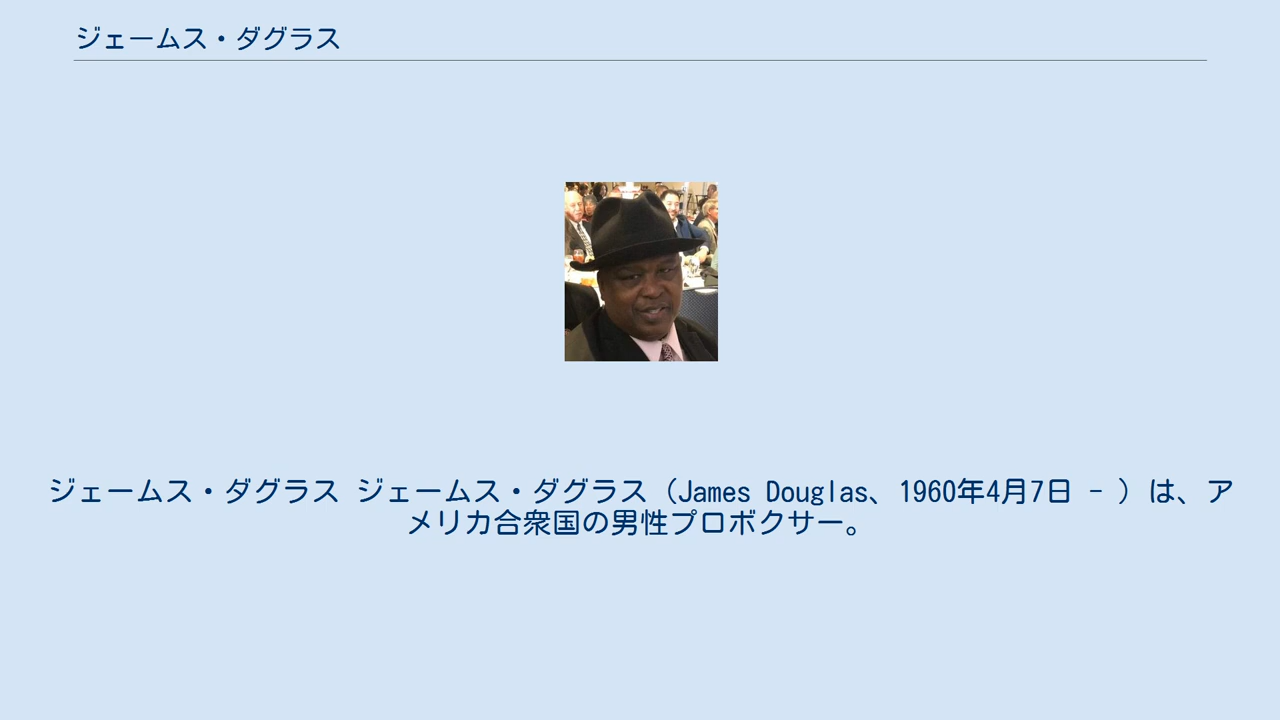 ジェームス・ダグラス
ジェームス・ダグラス ジェームス・ダグラス（James Douglas、1960年4月7日 - ）は、ア
メリカ合衆国の男性プロボクサー。